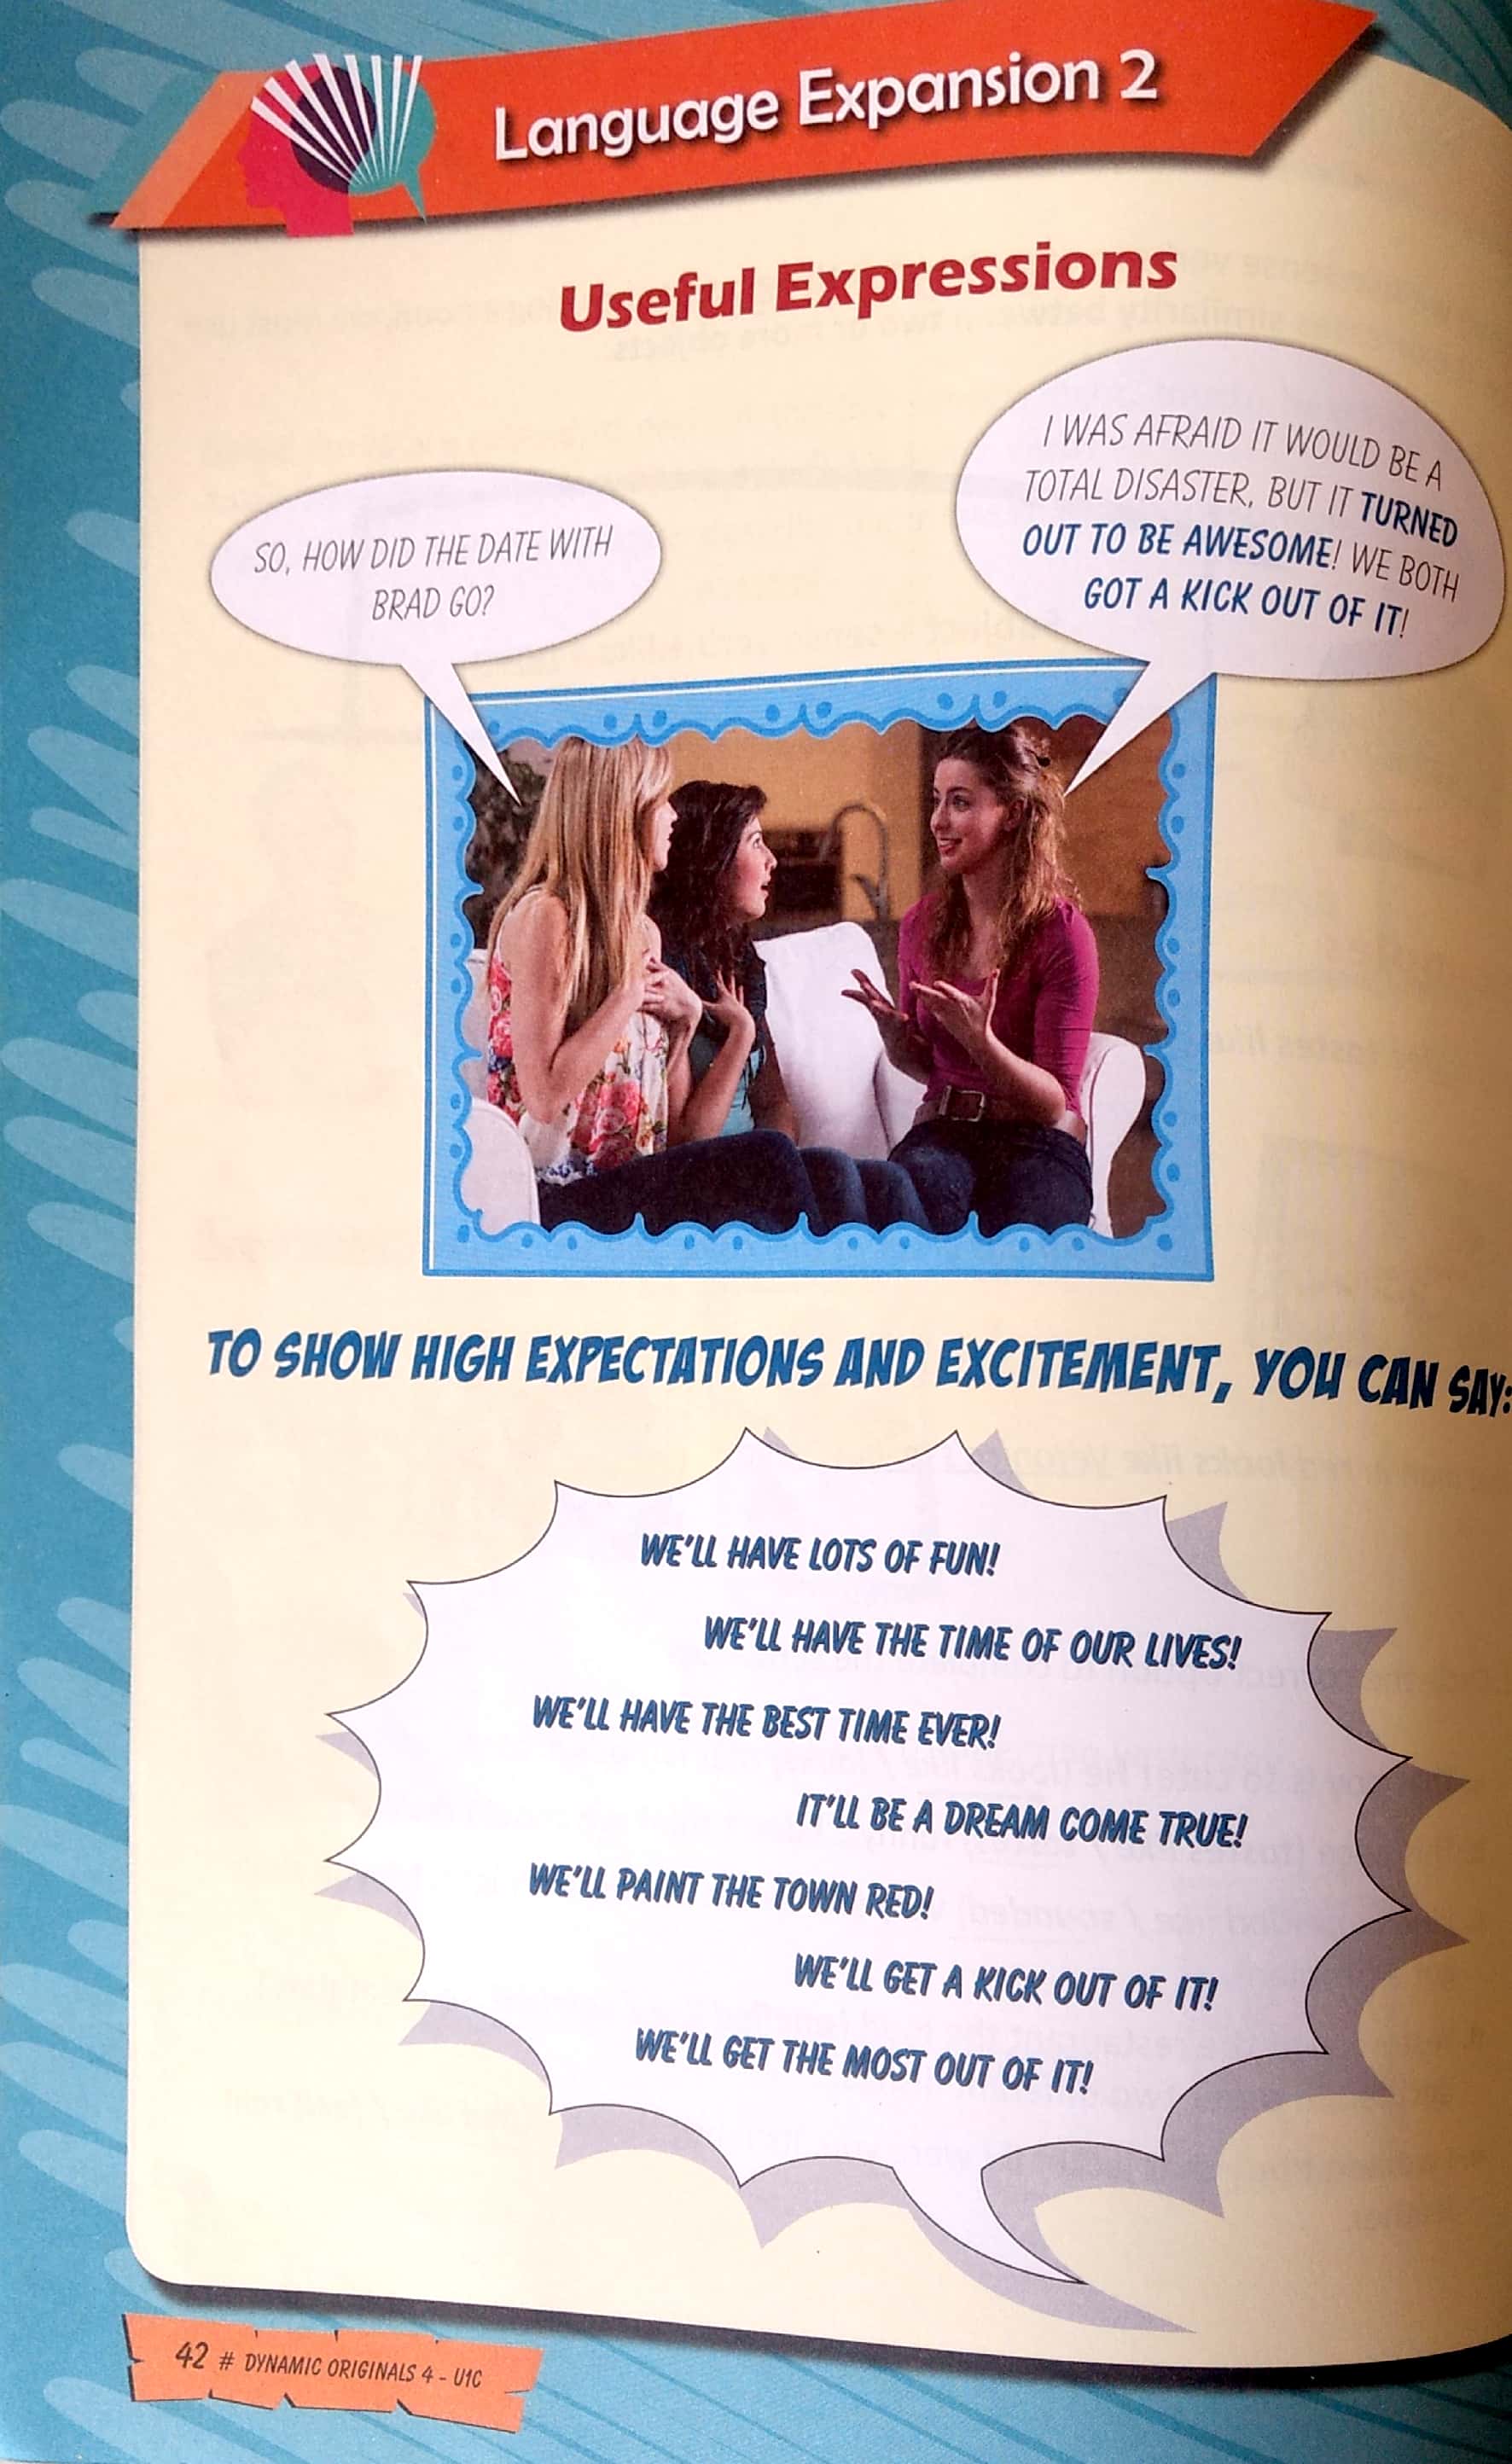 Language Expansion 2
Useful Expressions
SO, HOW DID THE DATE WITH
BRAD GO?
I WAS AFRAID IT WOULD BE A
TOTAL DISASTER, BUT IT TURNED
OUT TO BE AWESOME! WE BOTH
GOT A KICK OUT OF IT!
TO SHOW HIGH EXPECTATIONS AND EXCITEMENT, YOU CAN SAY:
WE'LL HAVE LOTS OF FUN!
WE'LL HAVE THE TIME OF OUR LIVES!
WE'LL HAVE THE BEST TIME EVER!
IT'LL BE A DREAM COME TRUE!
WE'LL PAINT THE TOWN RED!
WE'LL GET A KICK OUT OF IT!
WE'LL GET THE MOST OUT OF IT!
42 # DYNAMIC ORIGINALS 4 - U1C